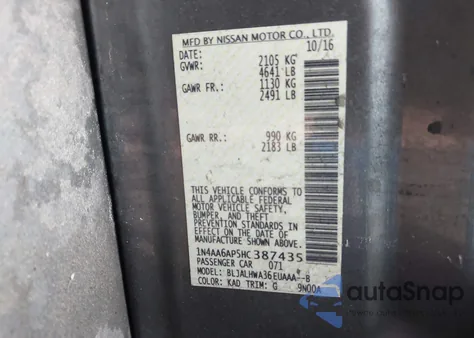 MFD BY NISSAN MOTOR CO., LTD.
DATE: 10/16
GVWR: 2105 KG
4641 LB
GAWR FR: 1130 KG
2491 LB
GAWR RR: 990 KG
2183 LB
THIS VEHICLE CONFORMS TO
ALL APPLICABLE FEDERAL
MOTOR VEHICLE SAFETY,
BUMPER, AND THEFT
PREVENTION STANDARDS
IN EFFECT ON THE DATE OF
MANUFACTURE SHOWN ABOVE.
1N4AA6AP5HC387435
PASSENGER CAR 071
MODEL: BLJALHWA36EUAAA--B
COLOR: KAD TRIM: G 9N00A
autoSnap